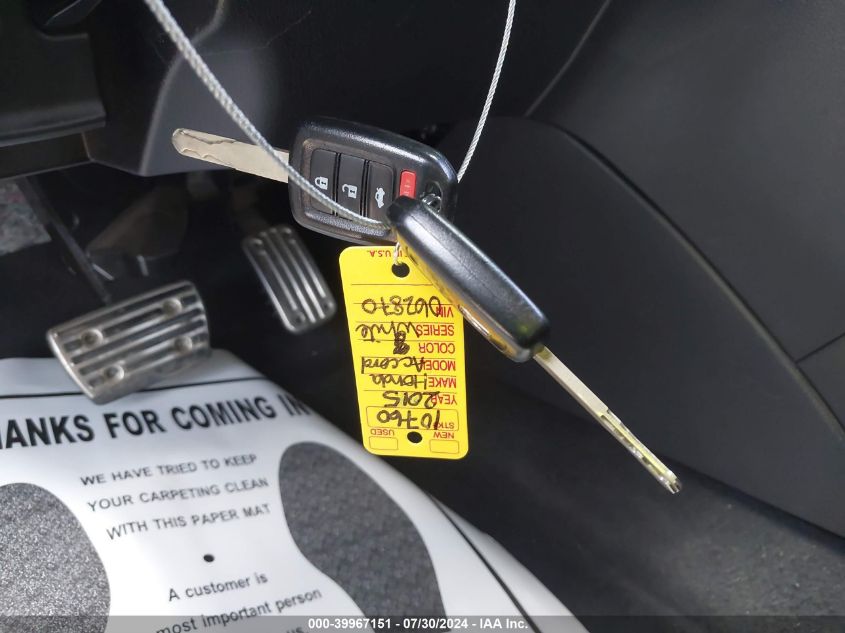 IN U.S.A.
NEW USED
STK 10760
YEAR 2015
MAKE Honda
MODEL Accord
COLOR
SERIES White
VIN 062870
THANKS FOR COMING IN
WE HAVE TRIED TO KEEP
YOUR CARPETING CLEAN
WITH THIS PAPER MAT
A customer is
most important person
000-39967151 / 07/30/2024 - IAA Inc.